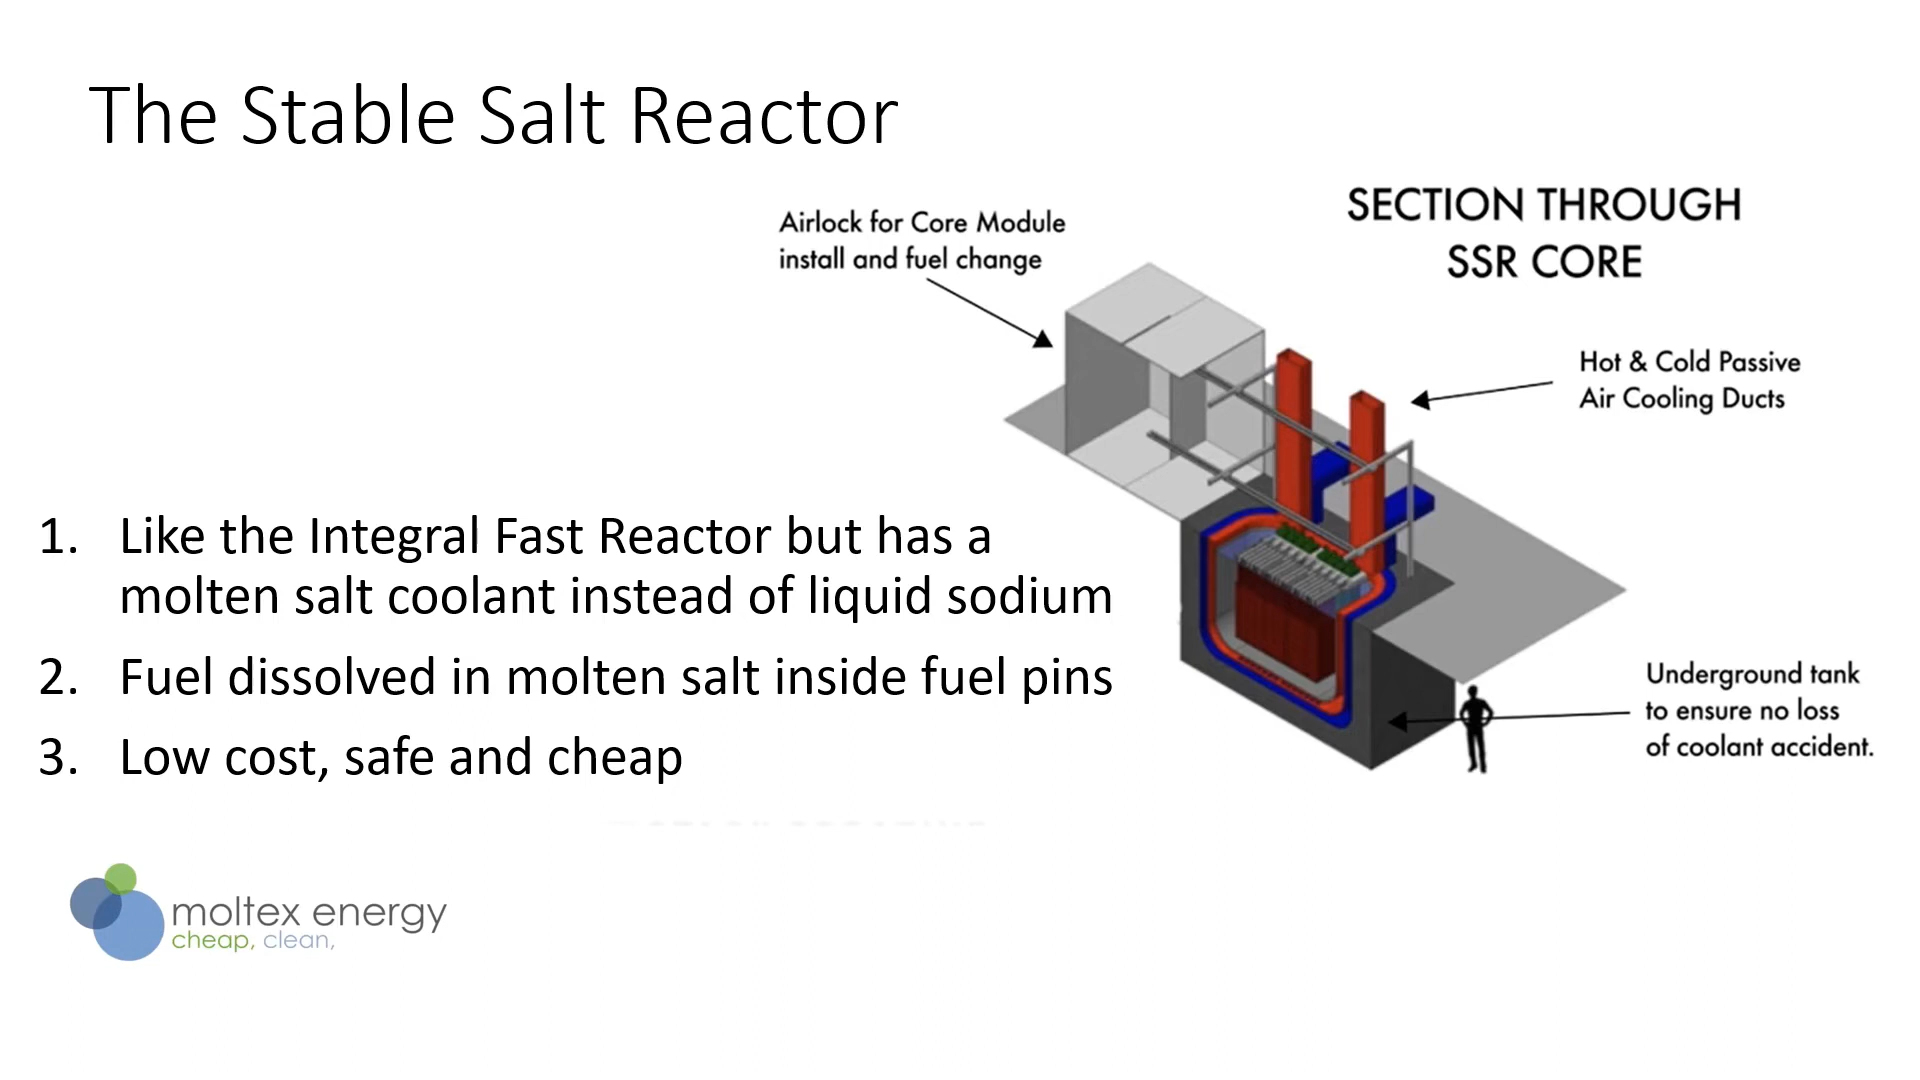 The Stable Salt Reactor
SECTION THROUGH
SSR CORE
Airlock for Core Module
install and fuel change
Hot & Cold Passive
Air Cooling Ducts
1. Like the Integral Fast Reactor but has a
molten salt coolant instead of liquid sodium
2. Fuel dissolved in molten salt inside fuel pins
3. Low cost, safe and cheap
Underground tank
to ensure no loss
of coolant accident.
moltex energy
cheap, clean,